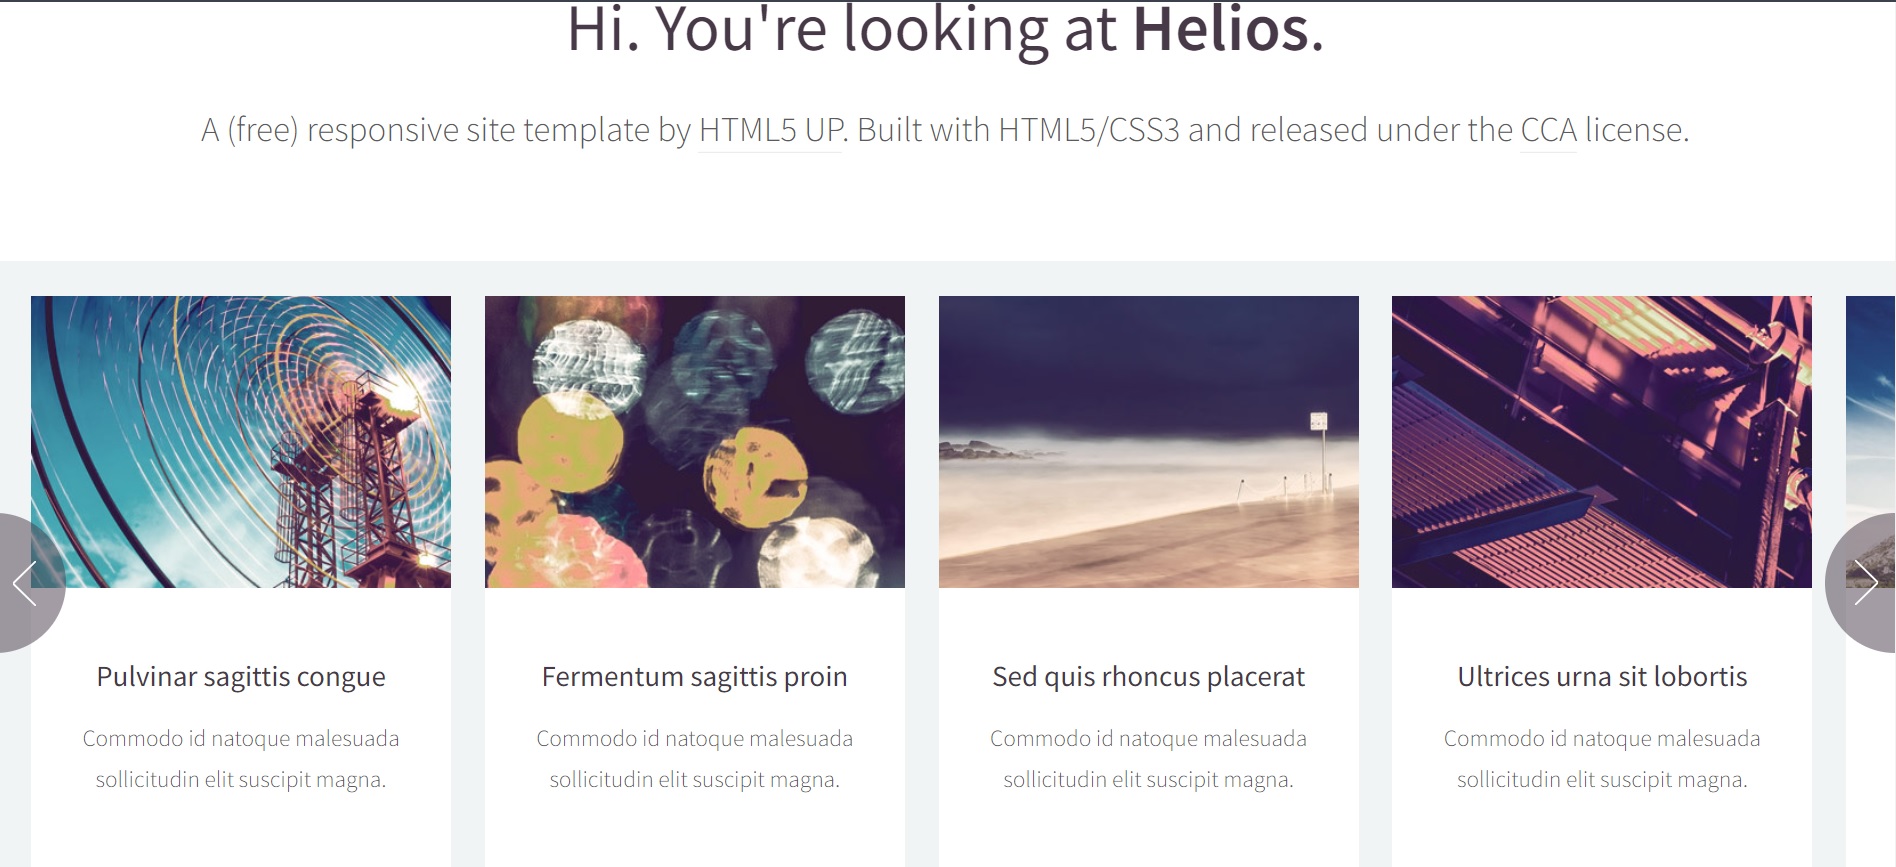 Hi. You're looking at Helios.
A (free) responsive site template by HTML5 UP. Built with HTML5/CSS3 and released under the CCA license.
Pulvinar sagittis congue
Commodo id natoque malesuada
sollicitudin elit suscipit magna.
Fermentum sagittis proin
Commodo id natoque malesuada
sollicitudin elit suscipit magna.
Sed quis rhoncus placerat
Commodo id natoque malesuada
sollicitudin elit suscipit magna.
Ultrices urna sit lobortis
Commodo id natoque malesuada
sollicitudin elit suscipit magna.